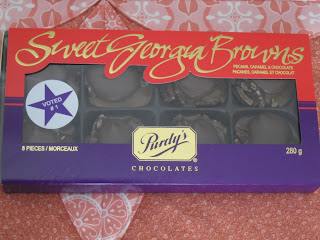 Sweet Georgia Browns
PECANS, CARAMEL & CHOCOLATE
PACANES, CARAMEL ET CHOCOLAT
VOTED
#1
Purdy's
CHOCOLATES
8 PIECES / MORCEAUX
280 g